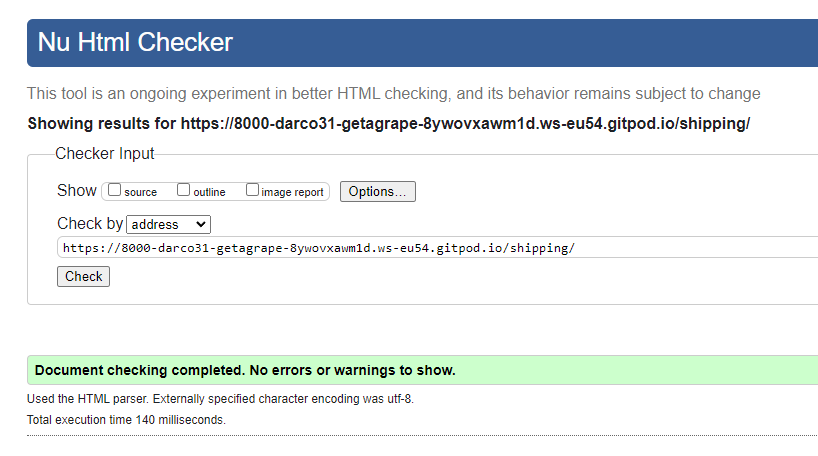 Nu Html Checker
This tool is an ongoing experiment in better HTML checking, and its behavior remains subject to change
Showing results for https://8000-darco31-getagrape-8ywovxawm1d.ws-eu54.gitpod.io/shipping/
Checker Input
Show source outline image report Options...
Check by address
https://8000-darco31-getagrape-8ywovxawm1d.ws-eu54.gitpod.io/shipping/
Check
Document checking completed. No errors or warnings to show.
Used the HTML parser. Externally specified character encoding was utf-8.
Total execution time 140 milliseconds.